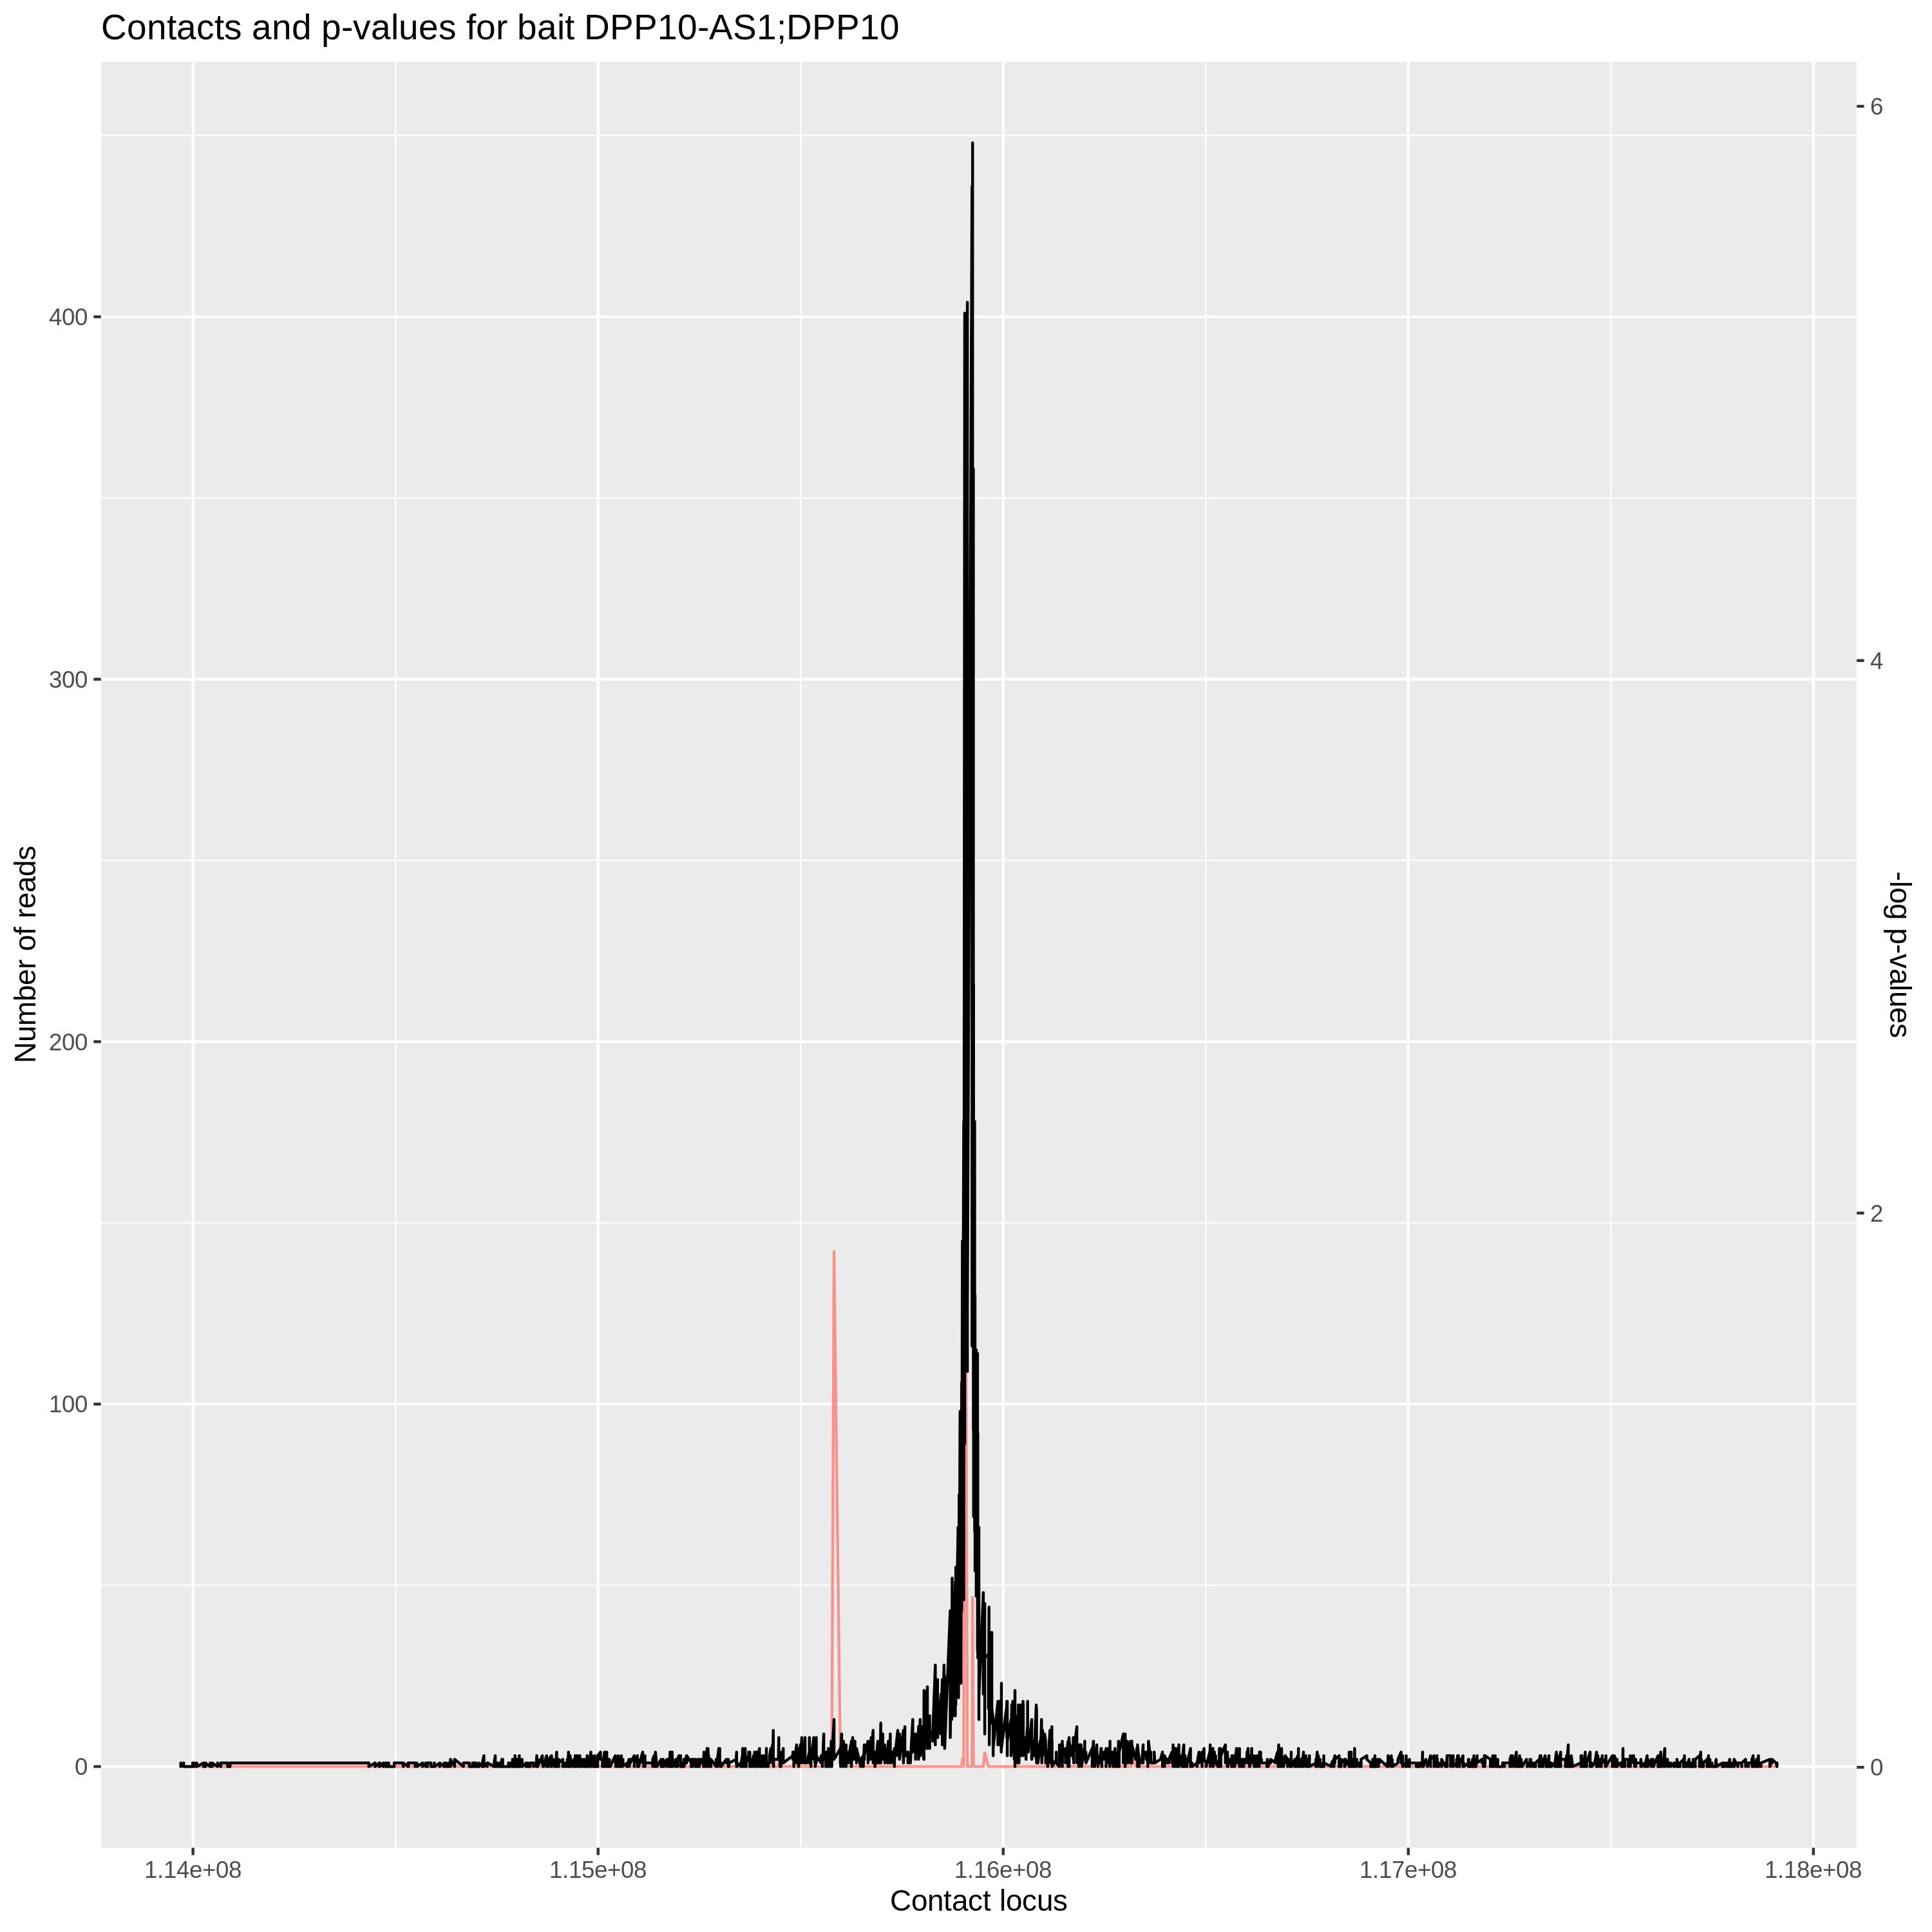 Contacts and p-values for bait DPP10-AS1;DPP10
6
400
4
300
Number of reads
-log p-values
200
2
100
0
0
1.14e+08
1.15e+08
1.16e+08
1.17e+08
1.18e+08
Contact locus